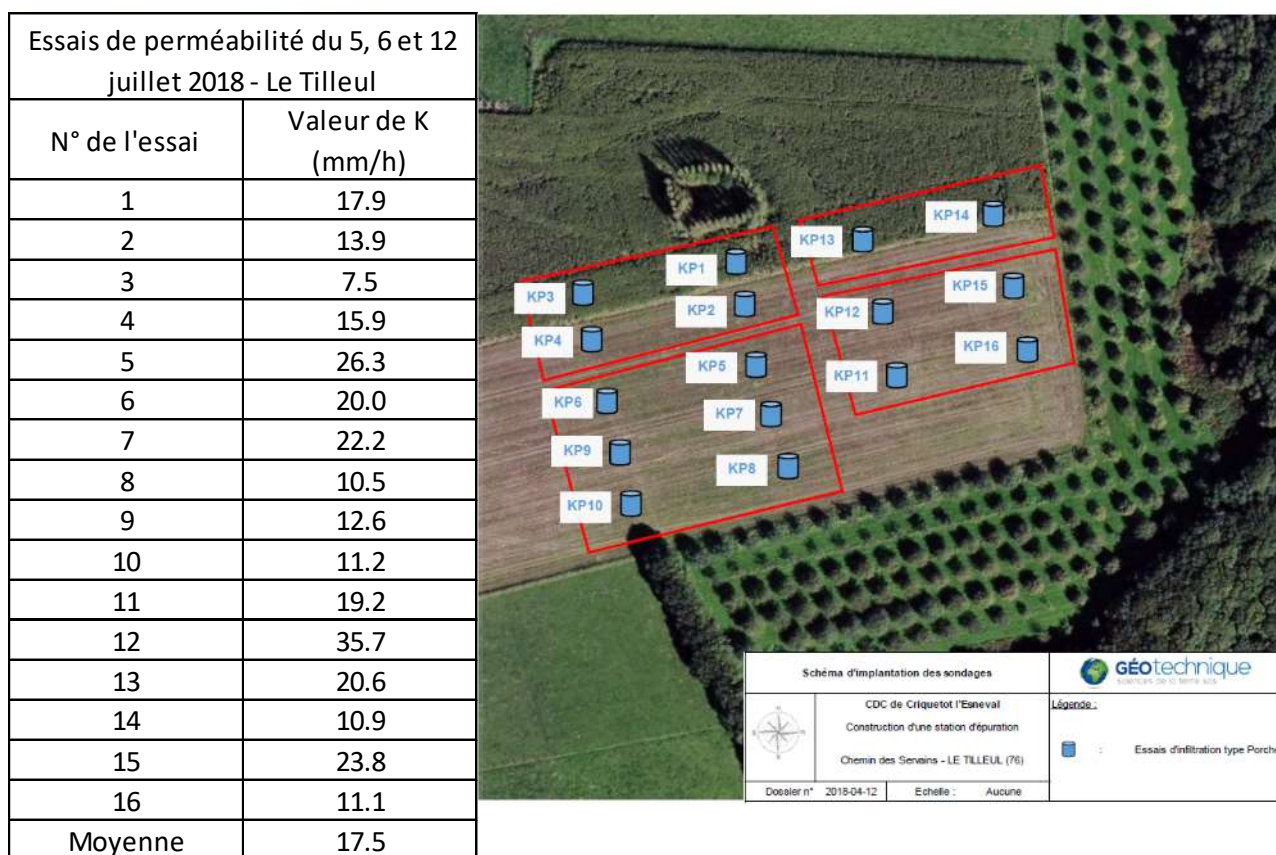 Essais de perméabilité du 5, 6 et 12
juillet 2018 - Le Tilleul
N° de l'essai
Valeur de K
(mm/h)
1 17.9
2 13.9
3 7.5
4 15.9
5 26.3
6 20.0
7 22.2
8 10.5
9 12.6
10 11.2
11 19.2
12 35.7
13 20.6
14 10.9
15 23.8
16 11.1
Moyenne 17.5
KP14
KP13
KP1
KP3
KP2
KP15
KP12
KP4
KP16
KP5
KP11
KP6
KP7
KP9
KP8
KP10
Schéma d'implantation des sondages
CDC de Criquetot l'Esneval
Construction d'une station d'épuration
Chemin des Servains - LE TILLEUL (76)
Dossier n° 2018-04-12 Echelle : Aucune
GÉOtechnique
sciences de la terre sas
Légende :
: Essais d'infiltration type Porche